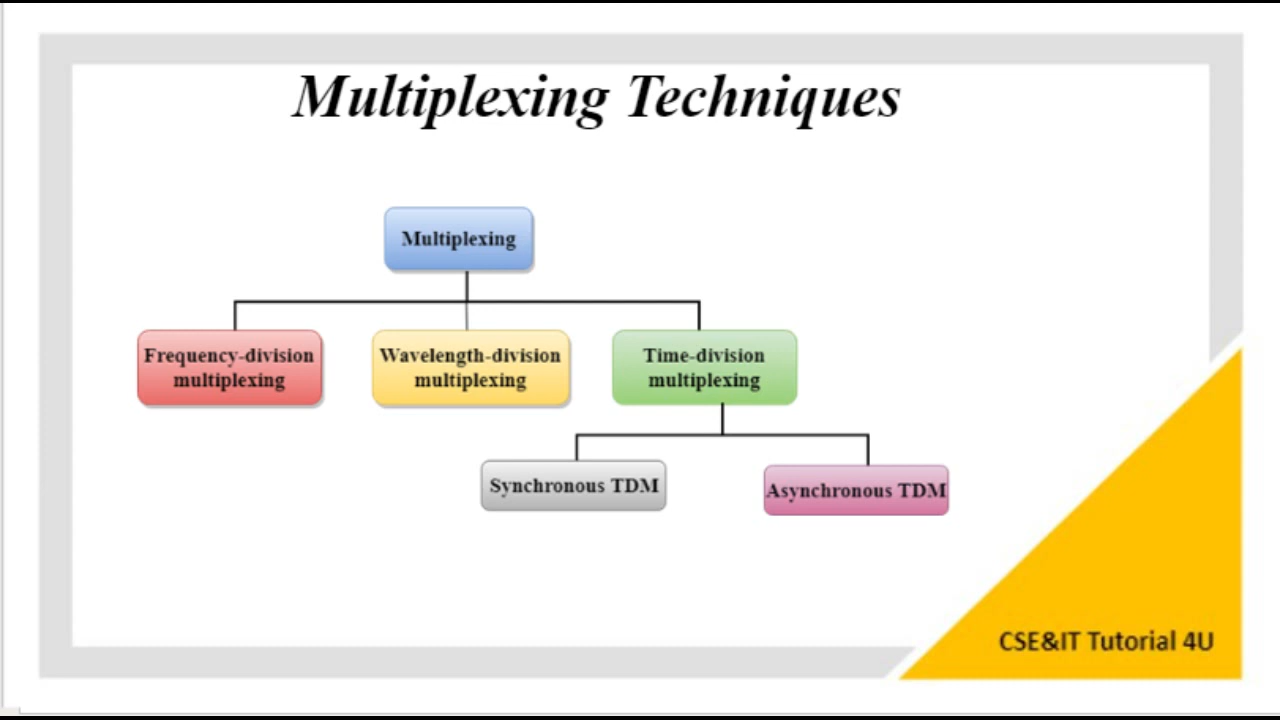 Multiplexing Techniques
Multiplexing
Frequency-division
multiplexing
Wavelength-division
multiplexing
Time-division
multiplexing
Synchronous TDM
Asynchronous TDM
CSE&IT Tutorial 4U